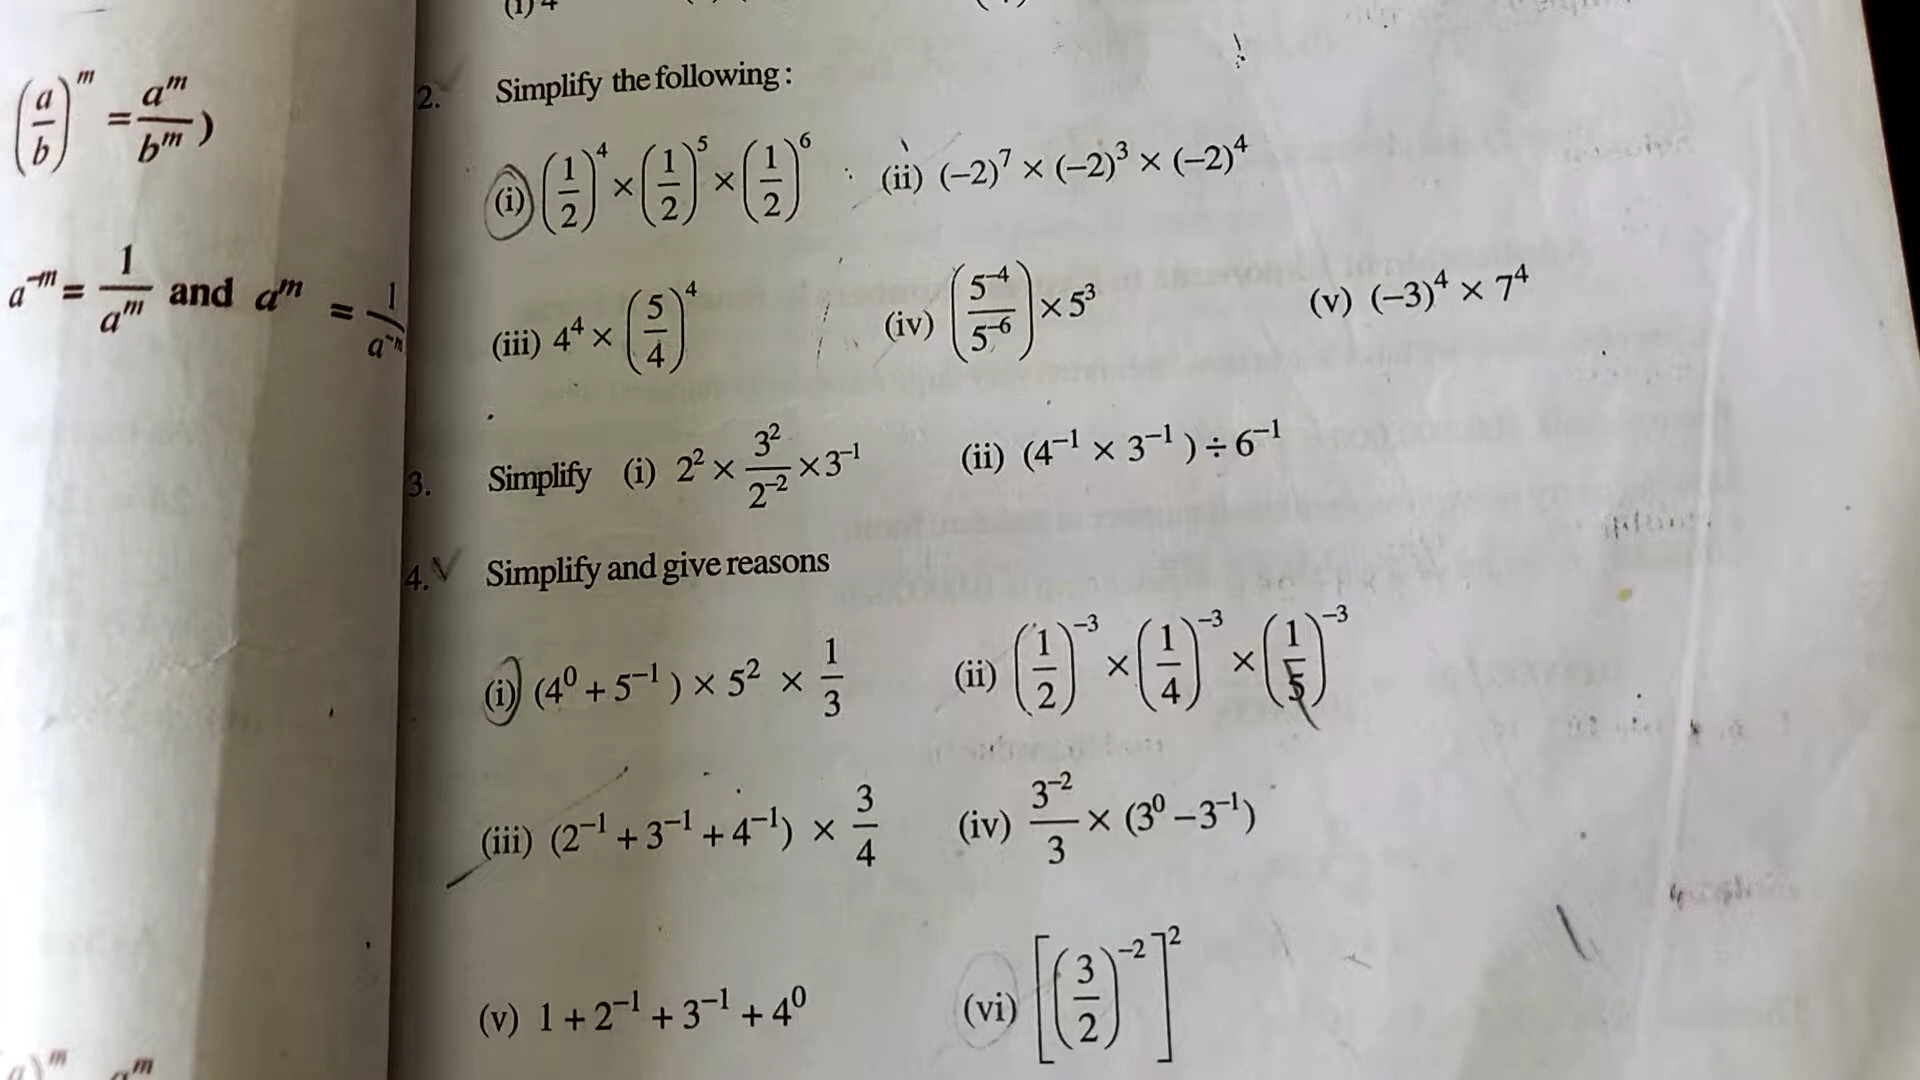 (a/b)^m = a^m/b^m)
a^–m = 1/a^m and a^m = 1/a^–n
2. Simplify the following :
(i) (1/2)^4 × (1/2)^5 × (1/2)^6 (ii) (–2)^7 × (–2)^3 × (–2)^4
(iii) 4^4 × (5/4)^4 (iv) (5^–4/5^–6) × 5^3 (v) (–3)^4 × 7^4
3. Simplify (i) 2^2 × 3^2/2^–2 × 3^–1 (ii) (4^–1 × 3^–1) ÷ 6^–1
4. Simplify and give reasons
(i) (4^0 + 5^–1) × 5^2 × 1/3 (ii) (1/2)^–3 × (1/4)^–3 × (1/5)^–3
(iii) (2^–1 + 3^–1 + 4^–1) × 3/4 (iv) 3^–2/3 × (3^0 – 3^–1)
(v) 1 + 2^–1 + 3^–1 + 4^0 (vi) [(3/2)^–2]^2